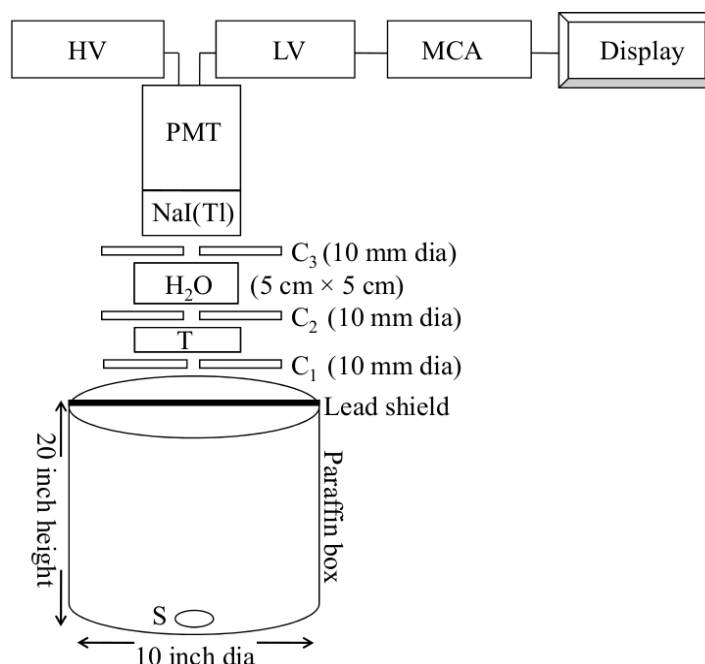 HV
LV
MCA
Display
PMT
NaI(Tl)
C₃ (10 mm dia)
H₂O
(5 cm × 5 cm)
C₂ (10 mm dia)
T
C₁ (10 mm dia)
Lead shield
20 inch height
Paraffin box
S
10 inch dia